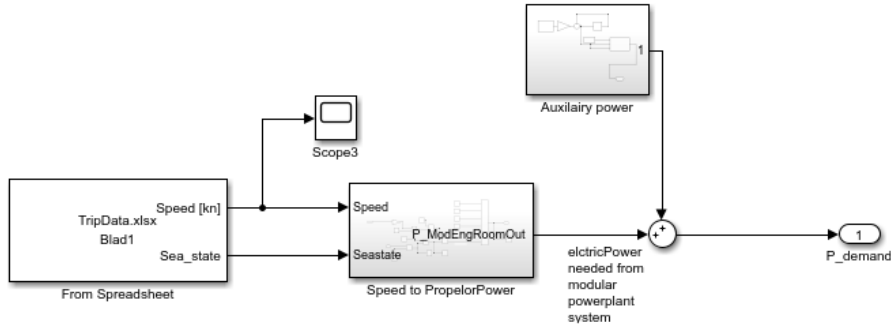 1
Auxilairy power
Scope3
Speed [kn]
TripData.xlsx
Blad1
Sea_state
From Spreadsheet
Speed
P_ModEngRoomOut
Seastate
Speed to PropelorPower
elctricPower
needed from
modular
powerplant
system
1
P_demand